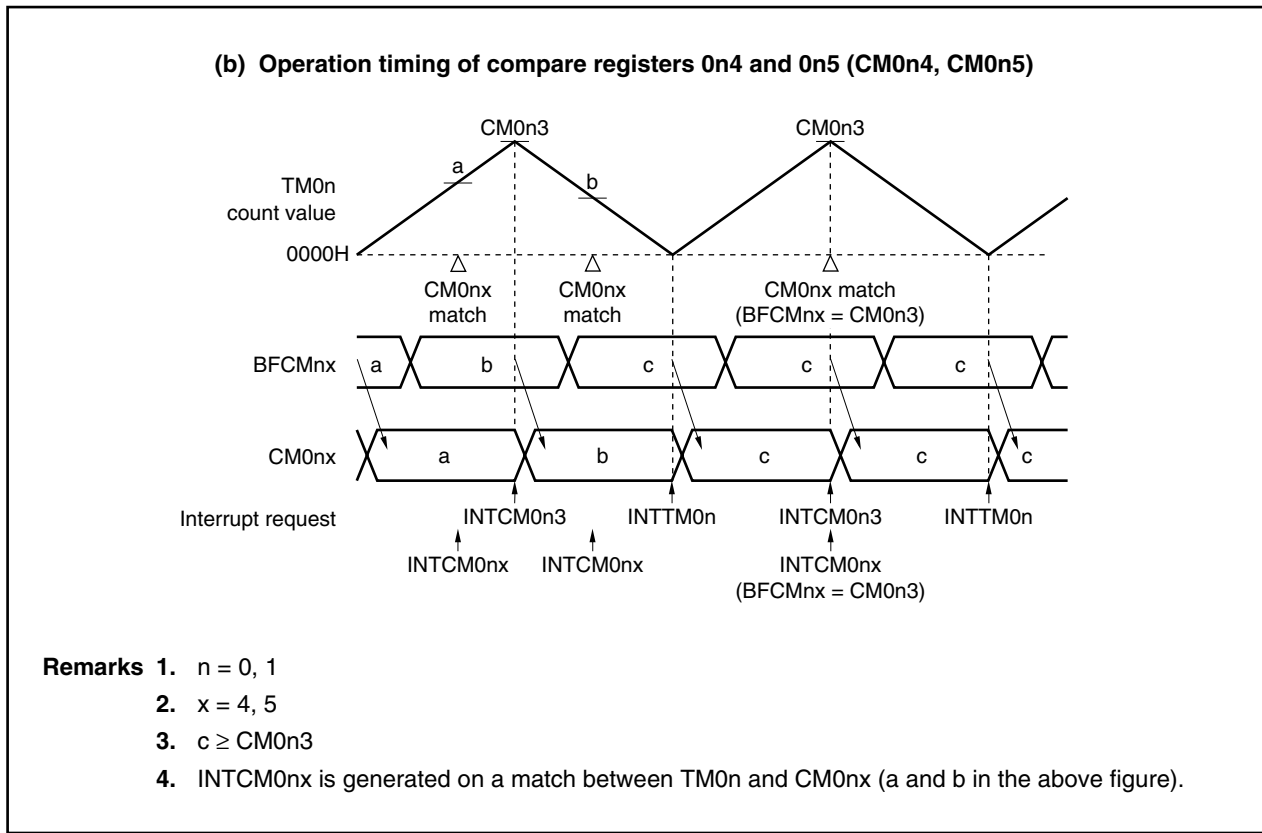 (b) Operation timing of compare registers 0n4 and 0n5 (CM0n4, CM0n5)
CM0n3 CM0n3
a
b
TM0n
count value
0000H
CM0nx
match
CM0nx
match
CM0nx match
(BFCMnx = CM0n3)
BFCMnx a b c c c
CM0nx a b c c c
Interrupt request INTCM0n3 INTTM0n INTCM0n3 INTTM0n
INTCM0nx INTCM0nx INTCM0nx
(BFCMnx = CM0n3)
Remarks 1. n = 0, 1
2. x = 4, 5
3. c ≥ CM0n3
4. INTCM0nx is generated on a match between TM0n and CM0nx (a and b in the above figure).